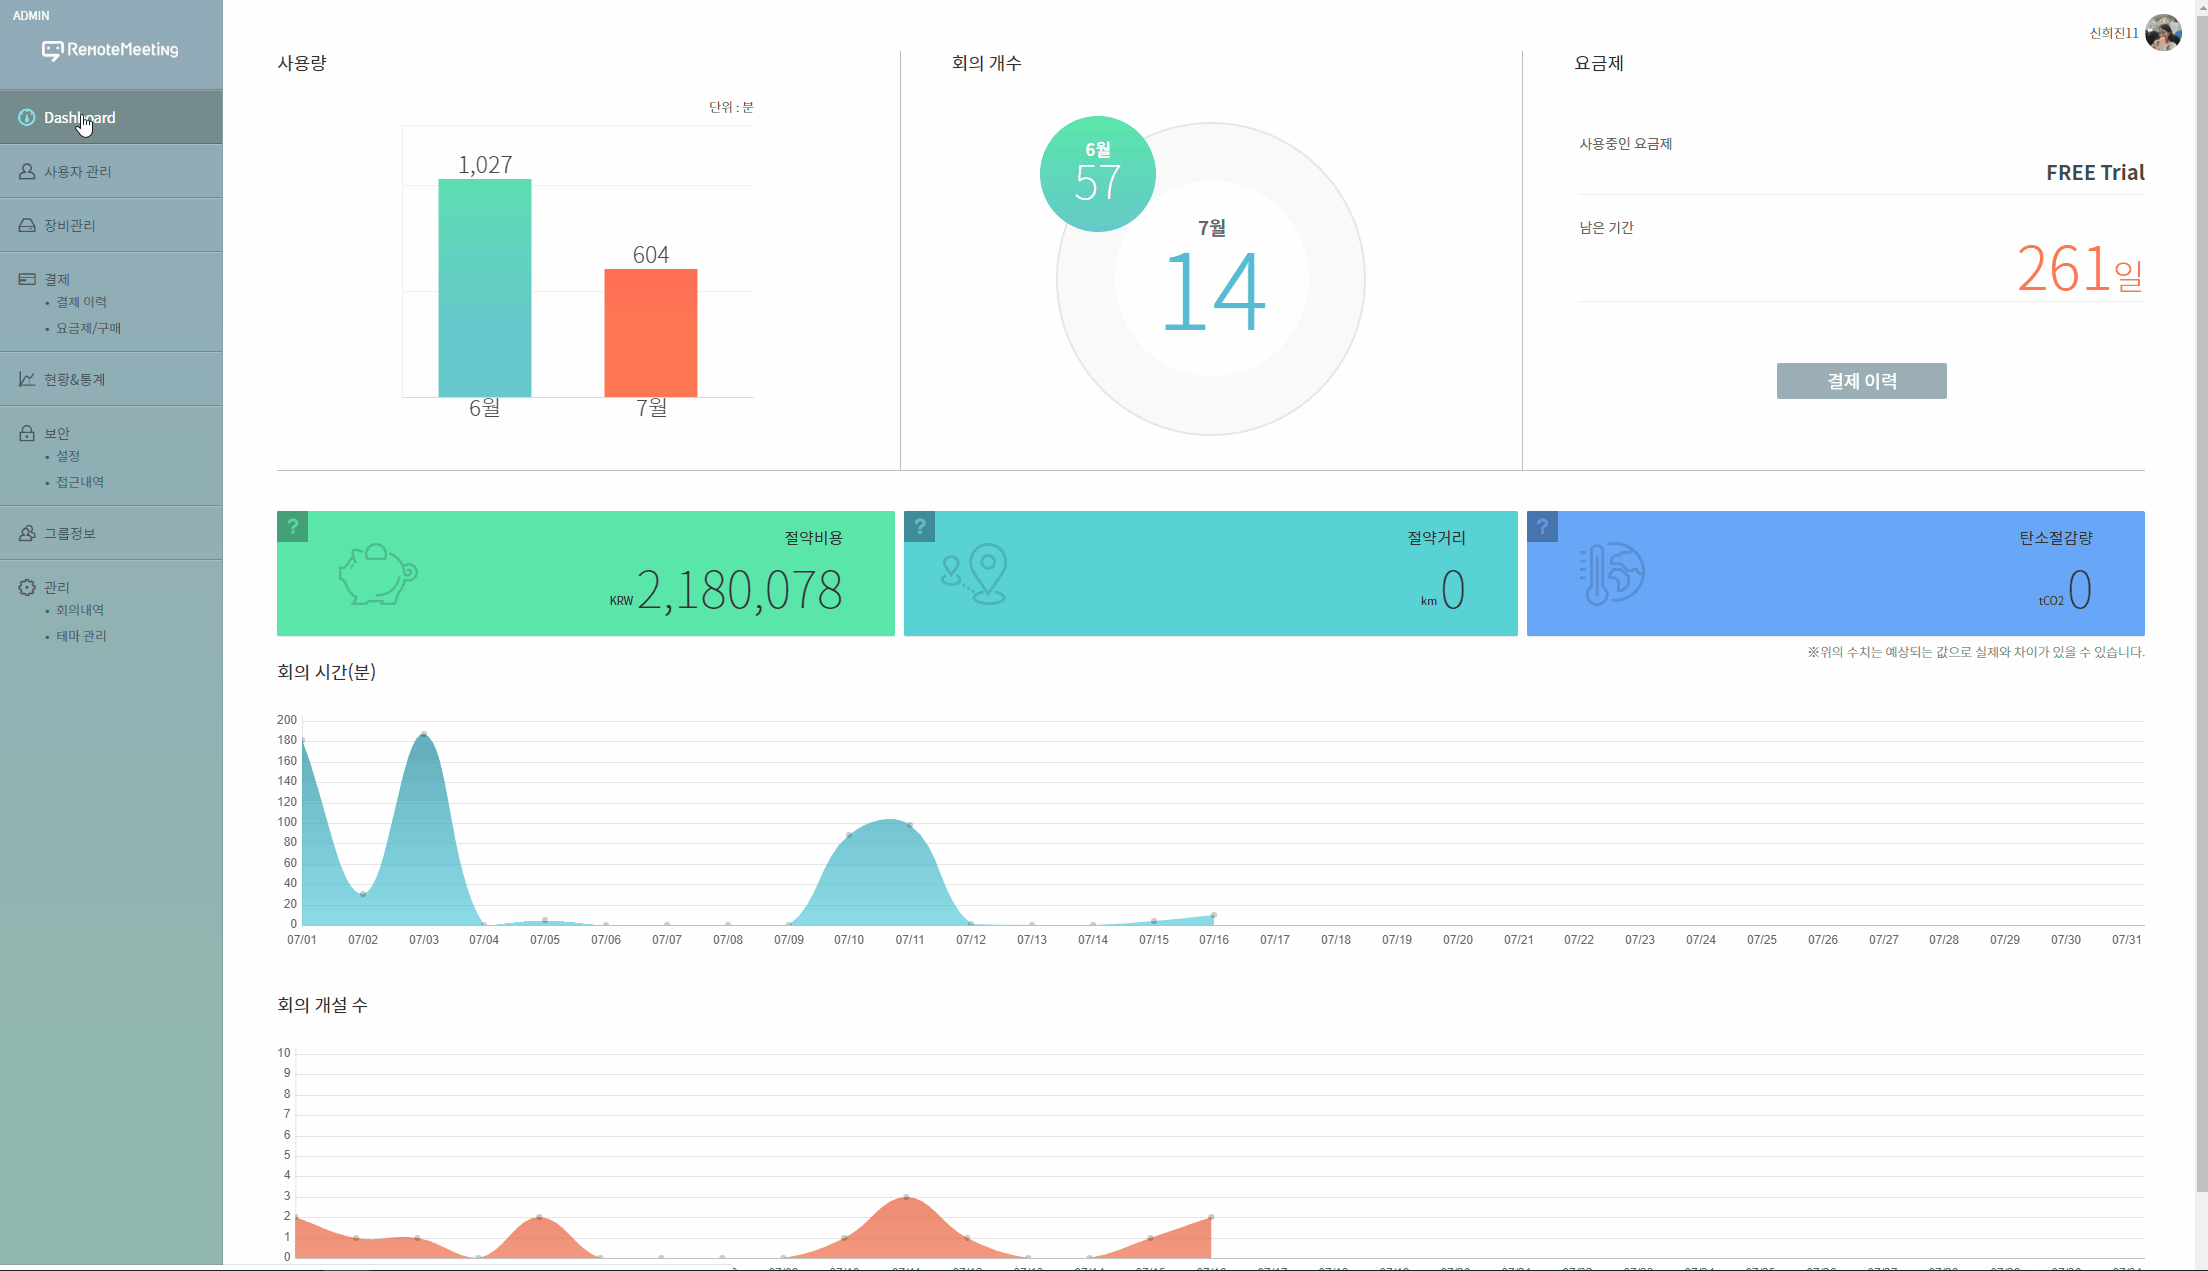 ADMIN
RemoteMeeting
Dashboard
사용자 관리
장비관리
결제
• 결제 이력
• 요금제/구매
현황&통계
보안
• 설정
• 접근내역
그룹정보
관리
• 회의내역
• 테마 관리
신희진11
사용량
단위 : 분
1,027
604
6월
7월
회의 개수
6월
57
7월
14
요금제
사용중인 요금제
FREE Trial
남은 기간
261일
결제 이력
?
절약비용
KRW 2,180,078
?
절약거리
km 0
?
탄소절감량
tCO2 0
※위의 수치는 예상되는 값으로 실제와 차이가 있을 수 있습니다.
회의 시간(분)
200
180
160
140
120
100
80
60
40
20
0
07/01 07/02 07/03 07/04 07/05 07/06 07/07 07/08 07/09 07/10 07/11 07/12 07/13 07/14 07/15 07/16 07/17 07/18 07/19 07/20 07/21 07/22 07/23 07/24 07/25 07/26 07/27 07/28 07/29 07/30 07/31
회의 개설 수
10
9
8
7
6
5
4
3
2
1
0